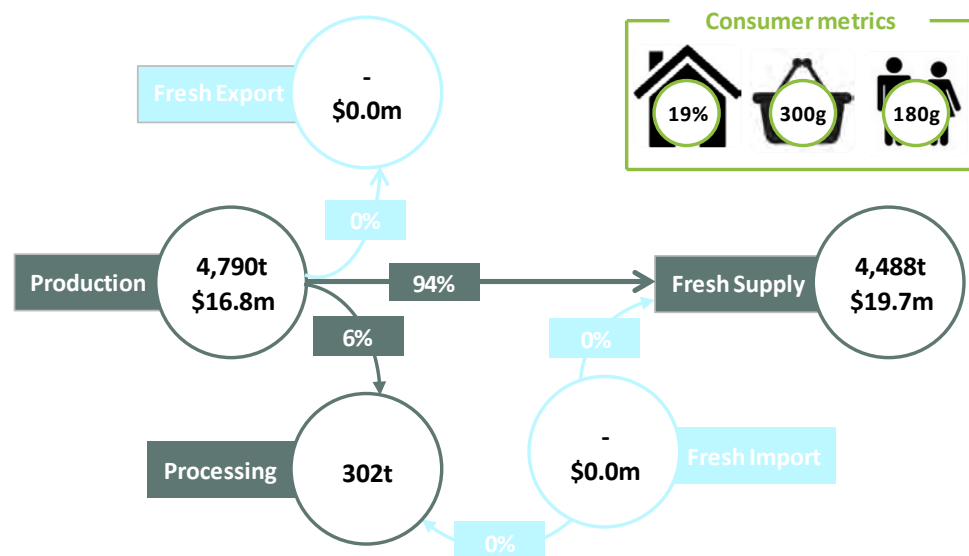 Consumer metrics
19%
300g
180g
Fresh Export
-
$0.0m
0%
Production
4,790t
$16.8m
94%
Fresh Supply
4,488t
$19.7m
6%
0%
Processing
302t
-
$0.0m
Fresh Import
0%